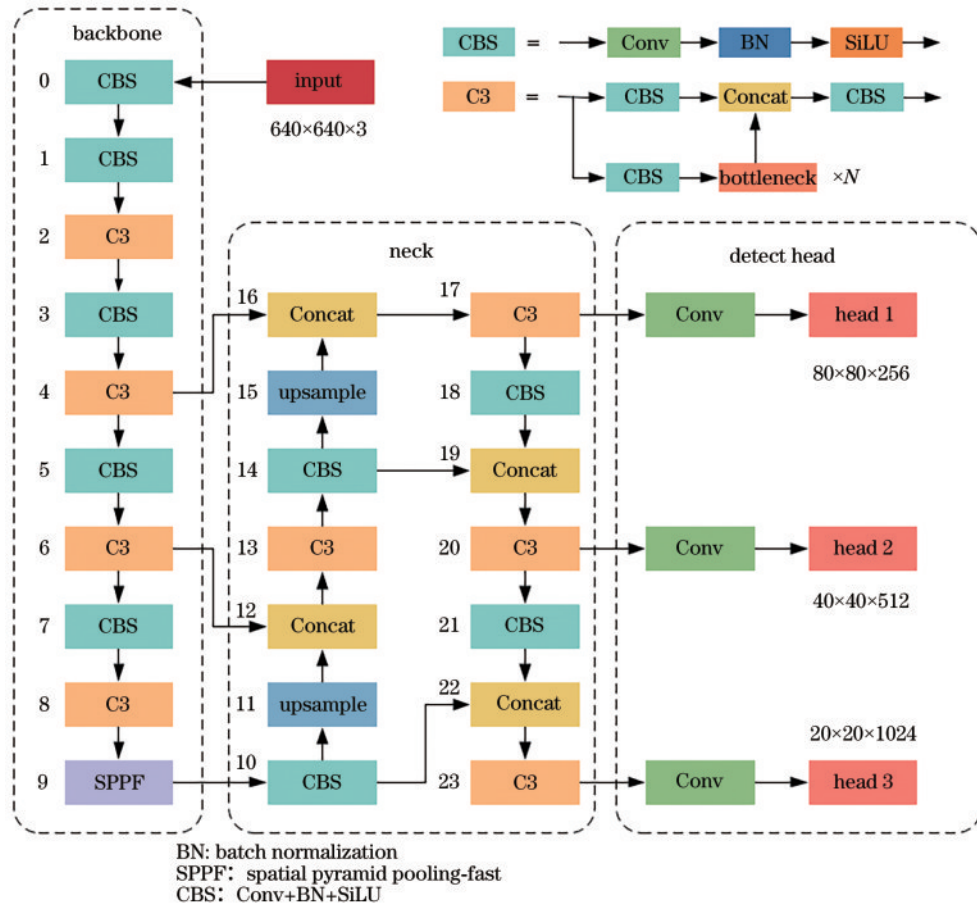 backbone
0
CBS
input
640×640×3
1
CBS
2
C3
3
CBS
4
C3
5
CBS
6
C3
7
CBS
8
C3
9
SPPF
CBS = Conv BN SiLU
C3 = CBS Concat CBS
CBS bottleneck ×N
neck
16
Concat
15
upsample
14
CBS
13
C3
12
Concat
11
upsample
10
CBS
17
C3
18
CBS
19
Concat
20
C3
21
CBS
22
Concat
23
C3
detect head
Conv head 1
80×80×256
Conv head 2
40×40×512
20×20×1024
Conv head 3
BN: batch normalization
SPPF: spatial pyramid pooling-fast
CBS: Conv+BN+SiLU